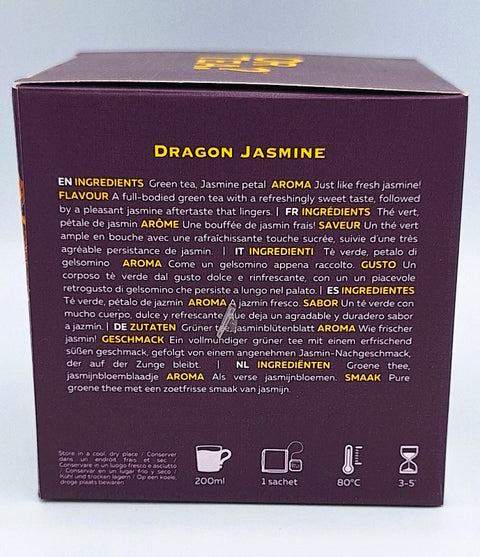 DRAGON JASMINE
EN INGREDIENTS Green tea, Jasmine petal AROMA Just like fresh jasmine!
FLAVOUR A full-bodied green tea with a refreshingly sweet taste, followed
by a pleasant jasmine aftertaste that lingers. | FR INGRÉDIENTS Thé vert,
pétale de jasmin ARÔME Une bouffée de jasmin frais! SAVEUR Un thé vert
ample en bouche avec une rafraîchissante touche sucrée, suivie d'une très
agréable persistance de jasmin. | IT INGREDIENTI Tè verde, petalo di
gelsomino AROMA Come un gelsomino appena raccolto. GUSTO Un
corposo tè verde dal gusto dolce e rinfrescante, con un un piacevole
retrogusto di gelsomino che persiste a lungo nel palato. | ES INGREDIENTES
Té verde, pétalo de jazmín AROMA A jazmín fresco. SABOR Un té verde con
mucho cuerpo, dulce y refrescante que deja un agradable y duradero sabor
a jazmín. | DE ZUTATEN Grüner tee, Jasminblütenblatt AROMA Wie frischer
jasmin! GESCHMACK Ein vollmundiger grüner tee mit einem erfrischend
süßen geschmack, gefolgt von einem angenehmen Jasmin-Nachgeschmack,
der auf der Zunge bleibt. | NL INGREDIËNTEN Groene thee,
jasmijnbloemblaadje AROMA Als verse jasmijnbloemen. SMAAK Pure
groene thee met een zoetfrisse smaak van jasmijn.
Store in a cool, dry place / Conserver
dans un endroit frais et sec /
Conservare in un luogo fresco e asciutto
/ Conservar en un lugar frío y seco /
Kühl und trocken lagern / Op een koele,
droge plaats bewaren
200ml
1 sachet
80°C
3-5'